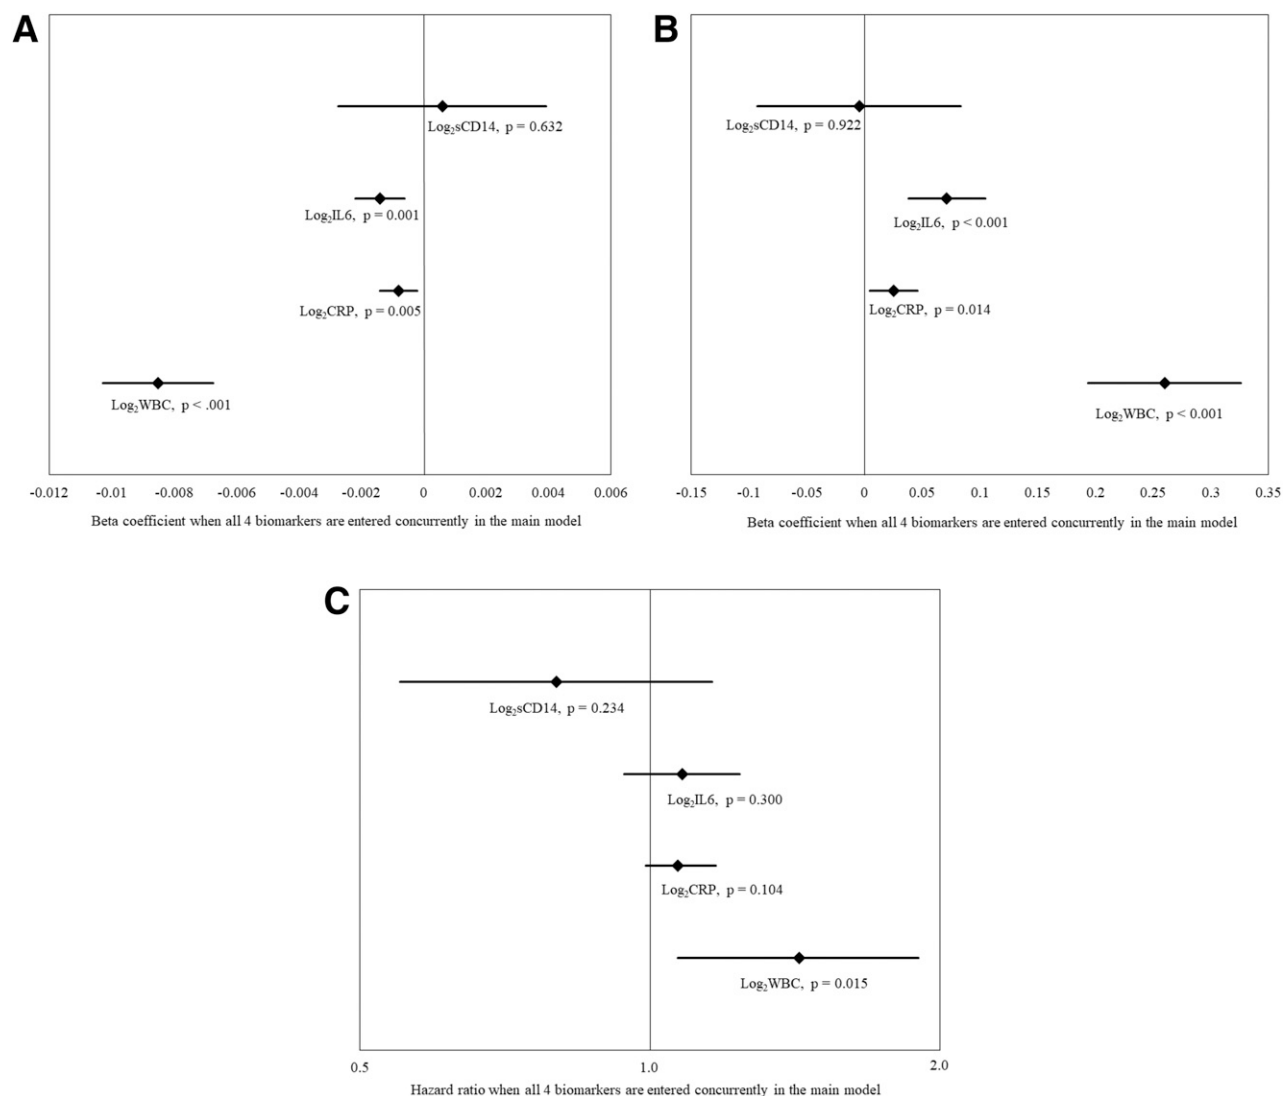 A
Log₂sCD14, p = 0.632
Log₂IL6, p = 0.001
Log₂CRP, p = 0.005
Log₂WBC, p < .001
-0.012 -0.01 -0.008 -0.006 -0.004 -0.002 0 0.002 0.004 0.006
Beta coefficient when all 4 biomarkers are entered concurrently in the main model
B
Log₂sCD14, p = 0.922
Log₂IL6, p < 0.001
Log₂CRP, p = 0.014
Log₂WBC, p < 0.001
-0.15 -0.1 -0.05 0 0.05 0.1 0.15 0.2 0.25 0.3 0.35
Beta coefficient when all 4 biomarkers are entered concurrently in the main model
C
Log₂sCD14, p = 0.234
Log₂IL6, p = 0.300
Log₂CRP, p = 0.104
Log₂WBC, p = 0.015
0.5 1.0 2.0
Hazard ratio when all 4 biomarkers are entered concurrently in the main model